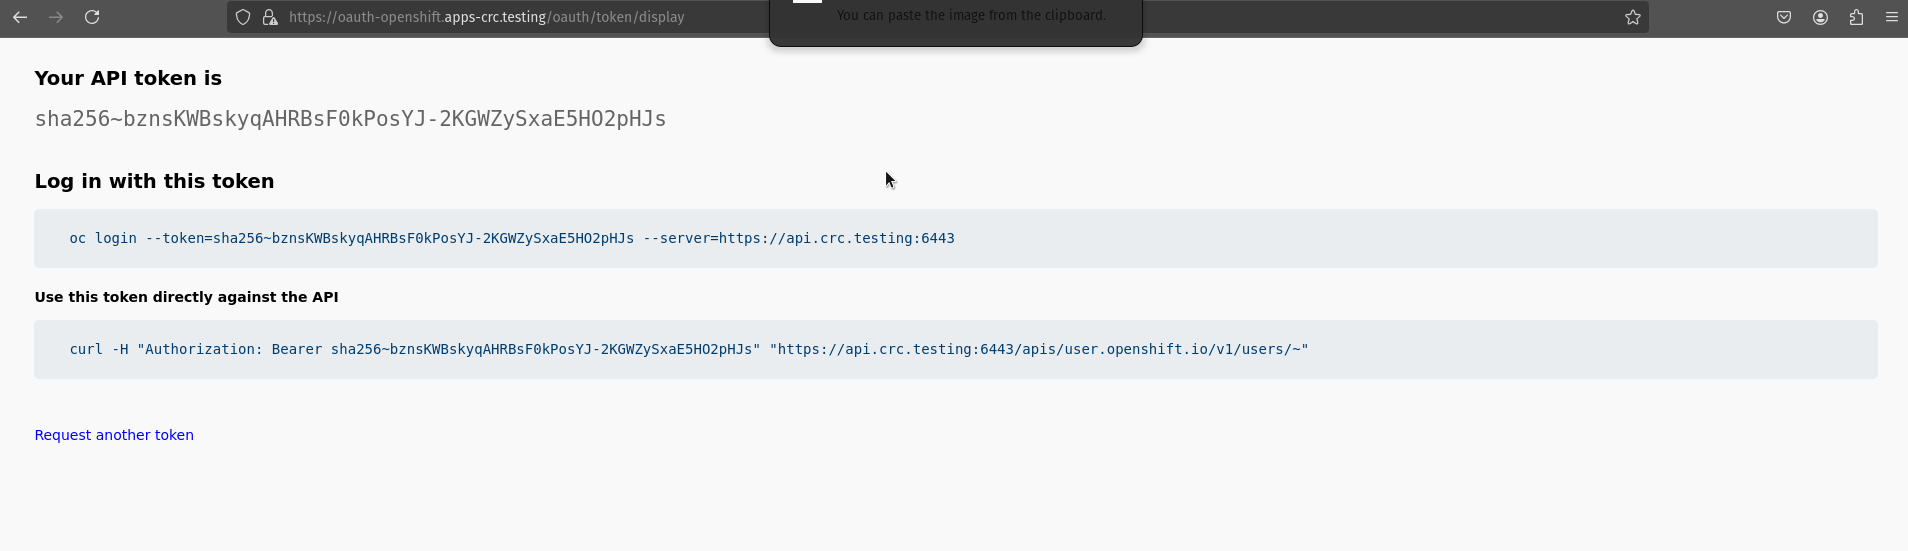 https://oauth-openshift.apps-crc.testing/oauth/token/display
You can paste the image from the clipboard.
Your API token is
sha256~bznsKWBskyqAHRBsF0kPosYJ-2KGWZySxaE5HO2pHJs
Log in with this token
oc login --token=sha256~bznsKWBskyqAHRBsF0kPosYJ-2KGWZySxaE5HO2pHJs --server=https://api.crc.testing:6443
Use this token directly against the API
curl -H "Authorization: Bearer sha256~bznsKWBskyqAHRBsF0kPosYJ-2KGWZySxaE5HO2pHJs" "https://api.crc.testing:6443/apis/user.openshift.io/v1/users/~"
Request another token